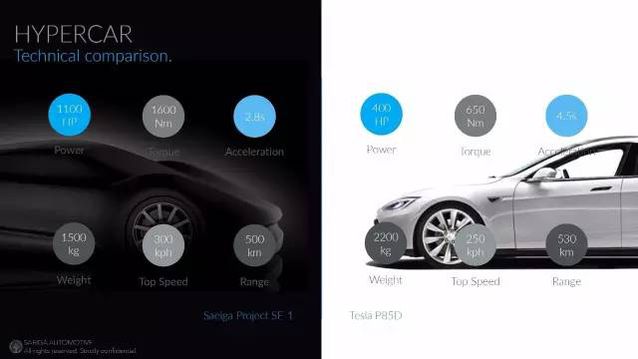 HYPERCAR
Technical comparison.
1100
HP
Power
1600
Nm
Torque
2.8s
Acceleration
1500
kg
Weight
300
kph
Top Speed
500
km
Range
Saeiga Project SF-1
400
HP
Power
650
Nm
Torque
4.5s
Acceleration
2200
kg
Weight
250
kph
Top Speed
530
km
Range
Tesla P85D
SAEIGA AUTOMOTIVE
All rights reserved. Strictly confidential